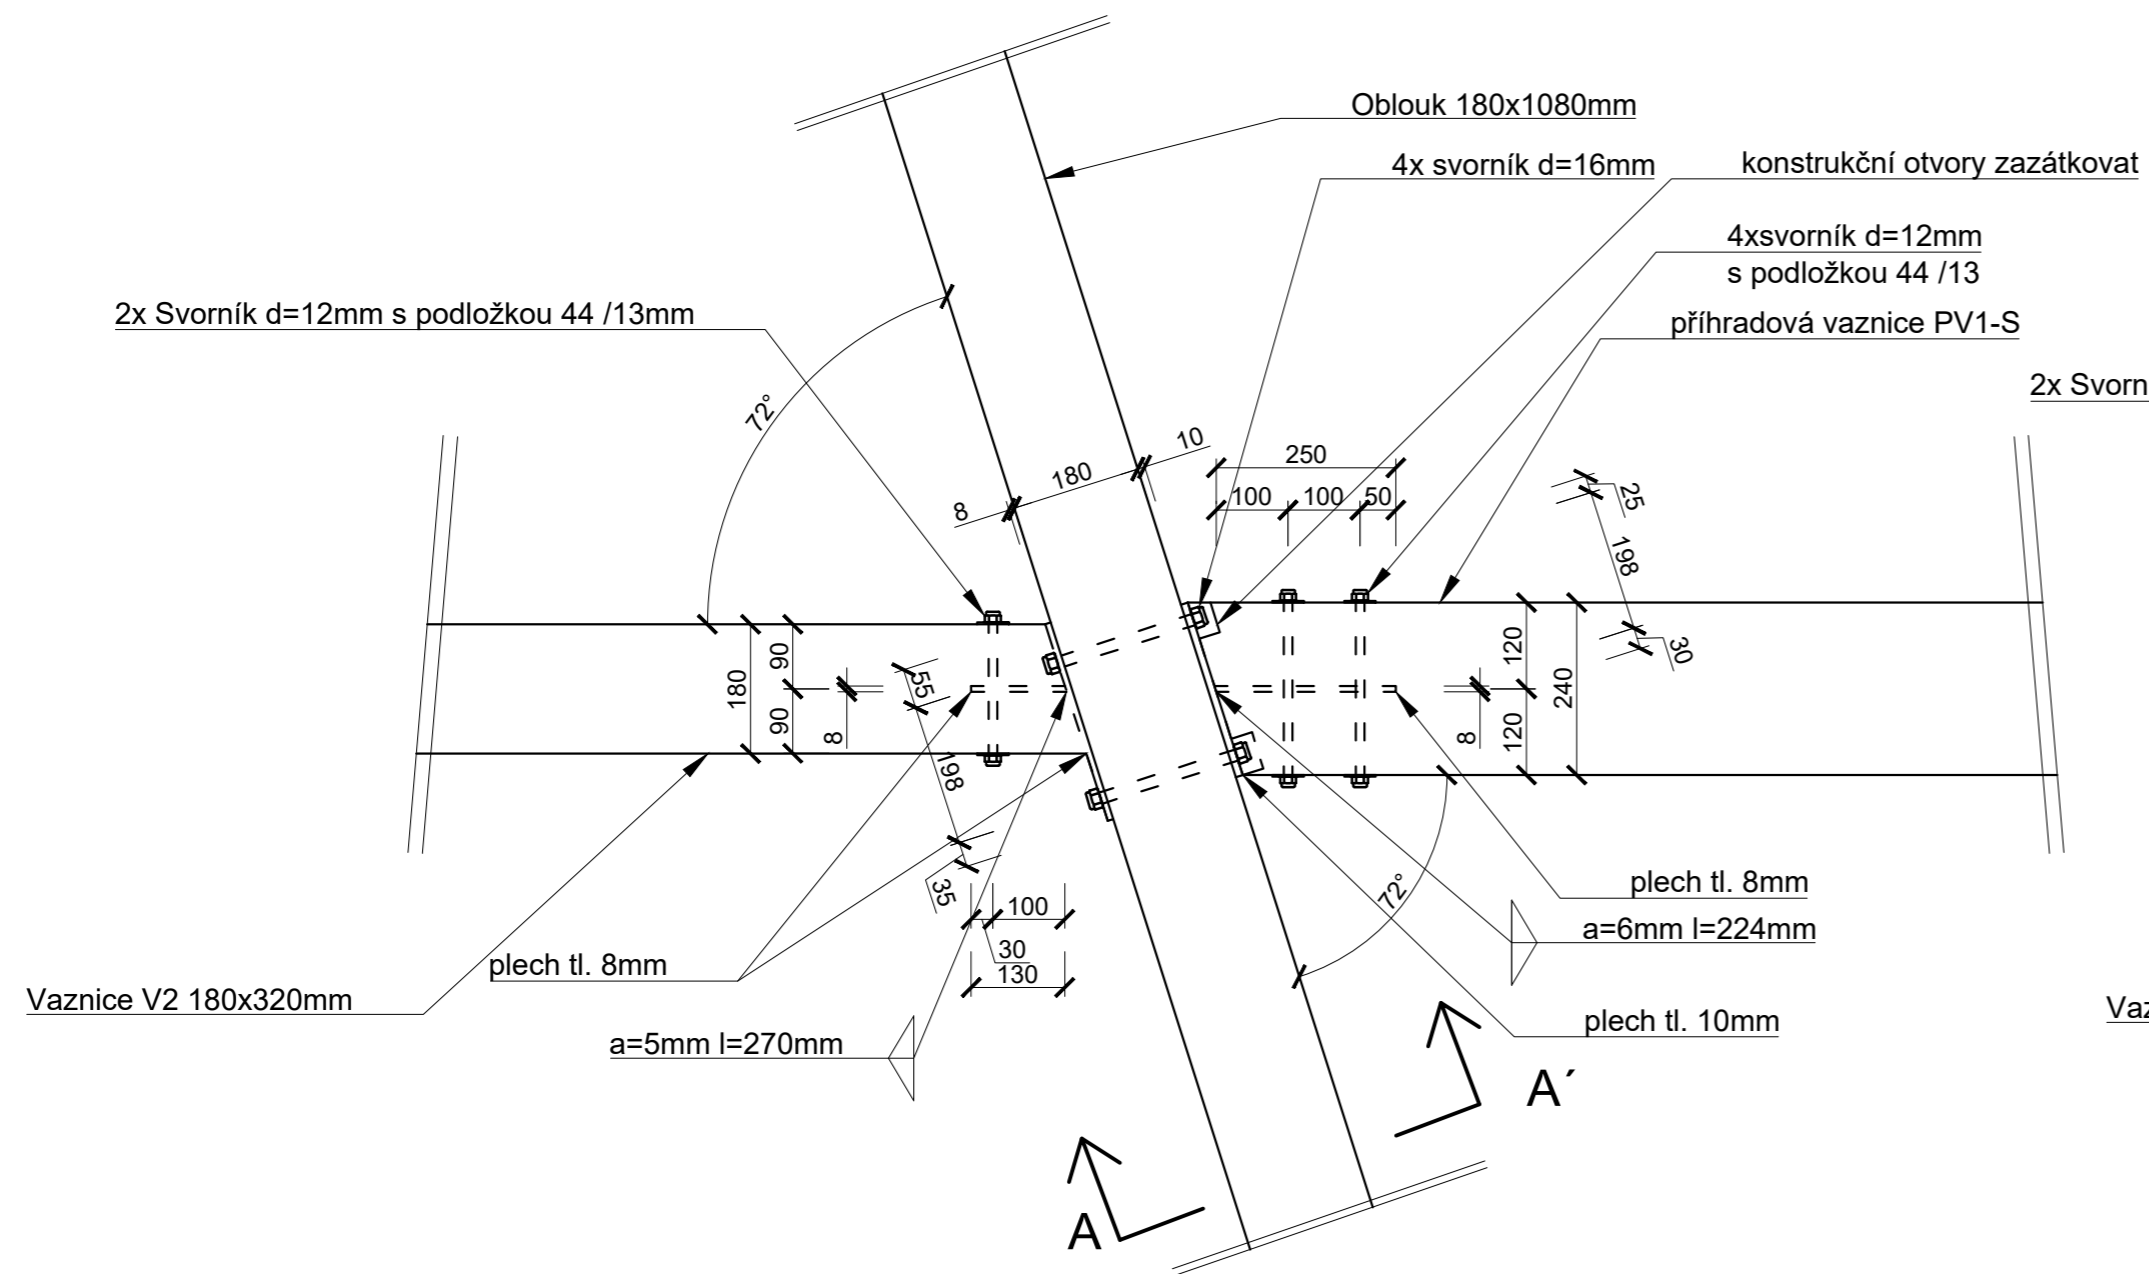 Oblouk 180x1080mm
4x svorník d=16mm
konstrukční otvory zazátkovat
4xsvorník d=12mm
s podložkou 44 /13
příhradová vaznice PV1-S
2x Svorník d=12mm s podložkou 44 /13mm
2x Svorn
72°
10
180
8
250
100
100
50
25
198
30
180
90
90
8
55
198
35
120
120
240
8
100
30
130
72°
plech tl. 8mm
a=6mm l=224mm
plech tl. 10mm
plech tl. 8mm
Vaznice V2 180x320mm
a=5mm l=270mm
Vaz
A´
A